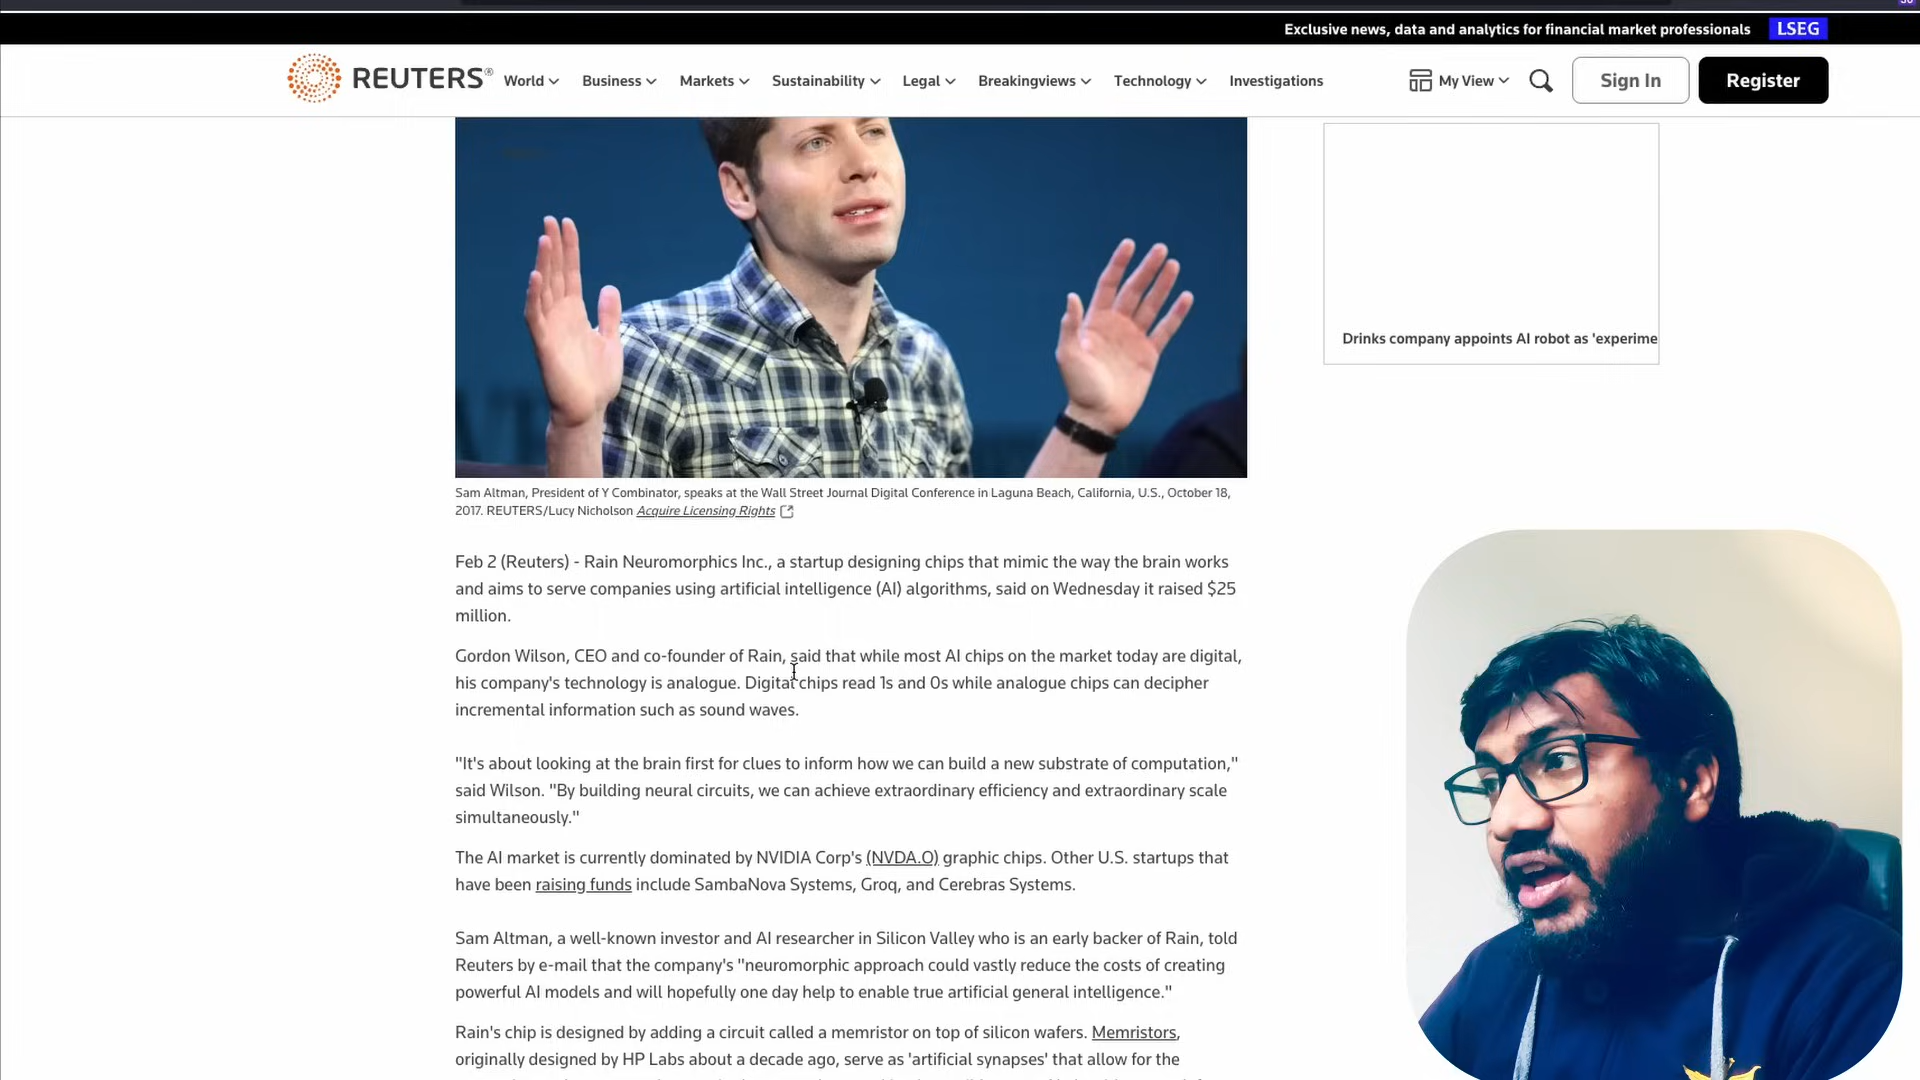 Exclusive news, data and analytics for financial market professionals LSEG
REUTERS® World Business Markets Sustainability Legal Breakingviews Technology Investigations My View Sign In Register
Drinks company appoints AI robot as 'experime
Sam Altman, President of Y Combinator, speaks at the Wall Street Journal Digital Conference in Laguna Beach, California, U.S., October 18,
2017. REUTERS/Lucy Nicholson Acquire Licensing Rights
Feb 2 (Reuters) - Rain Neuromorphics Inc., a startup designing chips that mimic the way the brain works
and aims to serve companies using artificial intelligence (AI) algorithms, said on Wednesday it raised $25
million.
Gordon Wilson, CEO and co-founder of Rain, said that while most AI chips on the market today are digital,
his company's technology is analogue. Digital chips read 1s and 0s while analogue chips can decipher
incremental information such as sound waves.
"It's about looking at the brain first for clues to inform how we can build a new substrate of computation,"
said Wilson. "By building neural circuits, we can achieve extraordinary efficiency and extraordinary scale
simultaneously."
The AI market is currently dominated by NVIDIA Corp's (NVDA.O) graphic chips. Other U.S. startups that
have been raising funds include SambaNova Systems, Groq, and Cerebras Systems.
Sam Altman, a well-known investor and AI researcher in Silicon Valley who is an early backer of Rain, told
Reuters by e-mail that the company's "neuromorphic approach could vastly reduce the costs of creating
powerful AI models and will hopefully one day help to enable true artificial general intelligence."
Rain's chip is designed by adding a circuit called a memristor on top of silicon wafers. Memristors,
originally designed by HP Labs about a decade ago, serve as 'artificial synapses' that allow for the